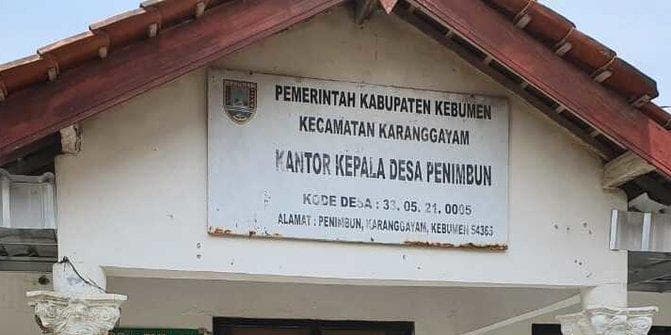 PEMERINTAH KABUPATEN KEBUMEN
KECAMATAN KARANGGAYAM
KANTOR KEPALA DESA PENIMBUN
KODE DESA : 33. 05. 21. 0005
ALAMAT : PENIMBUN, KARANGGAYAM, KEBUMEN 54365